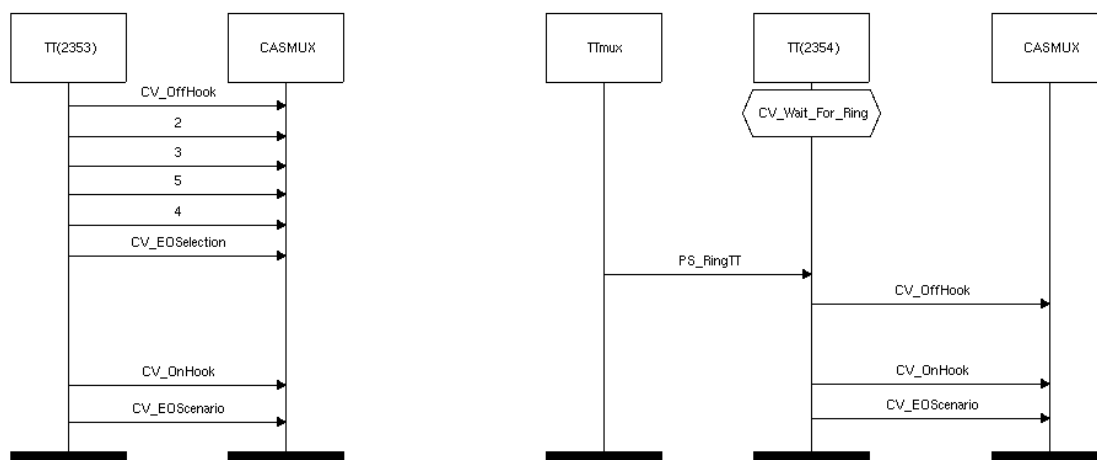 TT(2353)
CASMUX
CV_OffHook
2
3
5
4
CV_EOSelection
CV_OnHook
CV_EOScenario
TTmux
TT(2354)
CASMUX
CV_Wait_For_Ring
PS_RingTT
CV_OffHook
CV_OnHook
CV_EOScenario